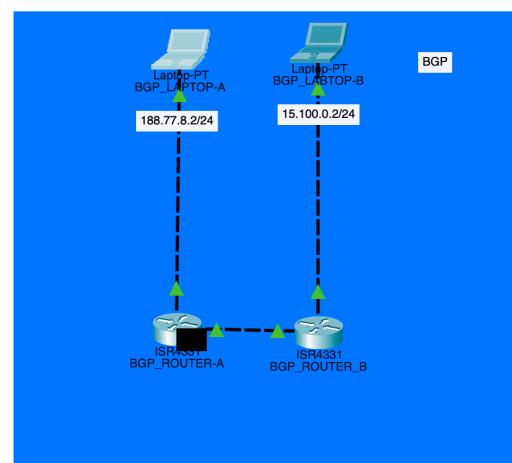 Laptop-PT
BGP_LAPTOP-A
188.77.8.2/24
Laptop-PT
BGP_LABTOP-B
15.100.0.2/24
BGP
ISR4331
BGP_ROUTER-A
ISR4331
BGP_ROUTER_B